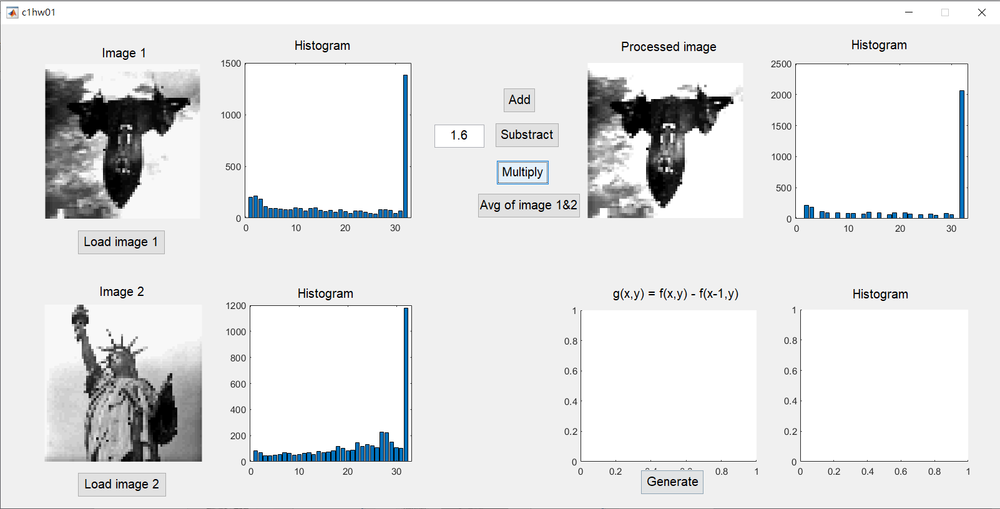 c1hw01
Image 1
Histogram
1500
1000
500
0
0 10 20 30
Load image 1
Add
1.6
Substract
Multiply
Avg of image 1&2
Processed image
Histogram
2500
2000
1500
1000
500
0
0 10 20 30
Image 2
Histogram
1200
1000
800
600
400
200
0
0 10 20 30
Load image 2
g(x,y) = f(x,y) - f(x-1,y)
1
0.8
0.6
0.4
0.2
0
0 0.2 0.4 0.6 0.8 1
Generate
Histogram
1
0.8
0.6
0.4
0.2
0
0 0.2 0.4 0.6 0.8 1